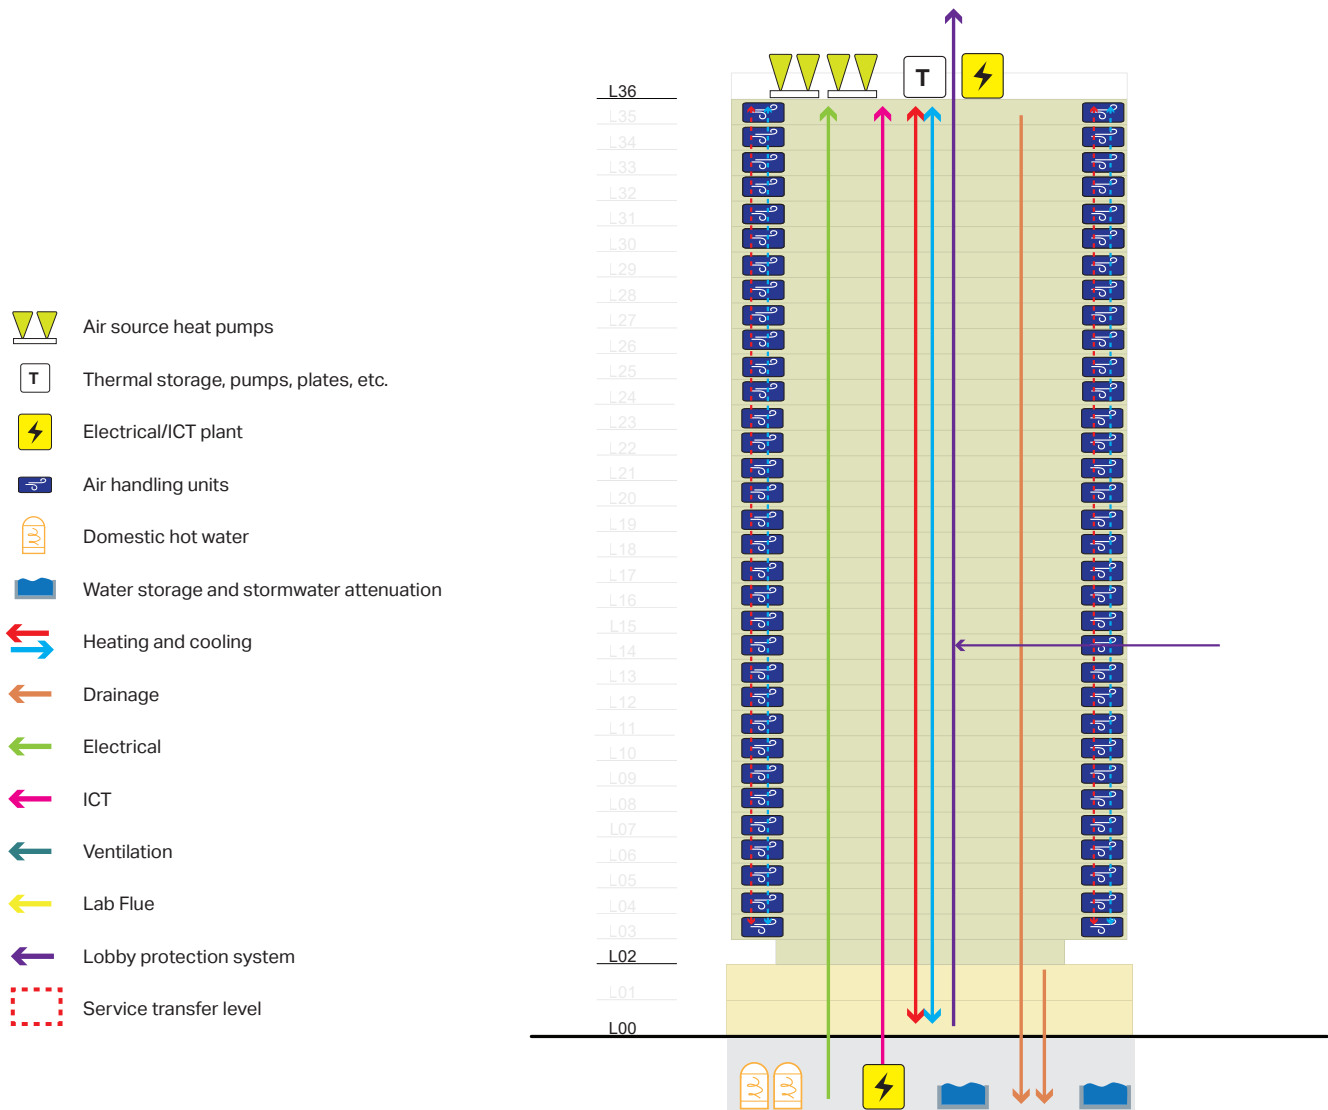 T
L36
L35
L34
L33
L32
L31
L30
L29
L28
L27
L26
L25
L24
L23
L22
L21
L20
L19
L18
L17
L16
L15
L14
L13
L12
L11
L10
L09
L08
L07
L06
L05
L04
L03
L02
L01
L00
Air source heat pumps
T
Thermal storage, pumps, plates, etc.
Electrical/ICT plant
Air handling units
Domestic hot water
Water storage and stormwater attenuation
Heating and cooling
Drainage
Electrical
ICT
Ventilation
Lab Flue
Lobby protection system
Service transfer level